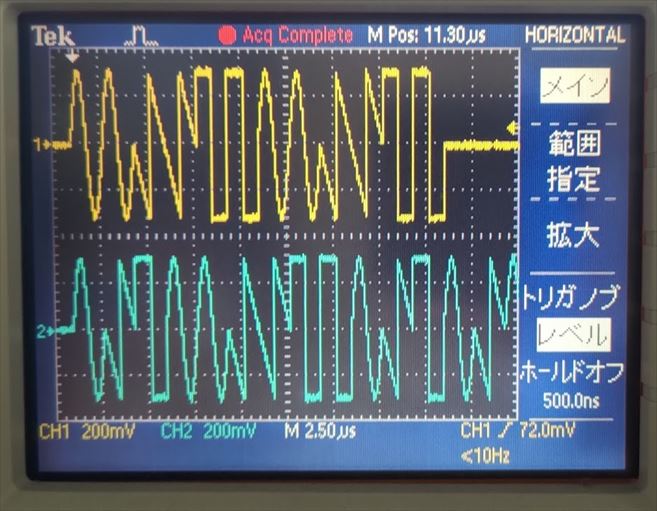 Tek Acq Complete M Pos: 11.30µs HORIZONTAL
メイン
範囲
指定
拡大
トリガノブ
レベル
ホールドオフ
500.0ns
1
2
CH1 200mV CH2 200mV M 2.50µs CH1 72.0mV
<10Hz